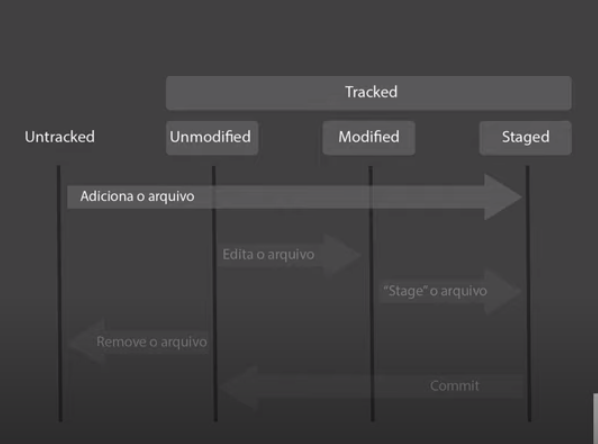 Tracked
Untracked
Unmodified
Modified
Staged
Adiciona o arquivo
Edita o arquivo
“Stage” o arquivo
Remove o arquivo
Commit